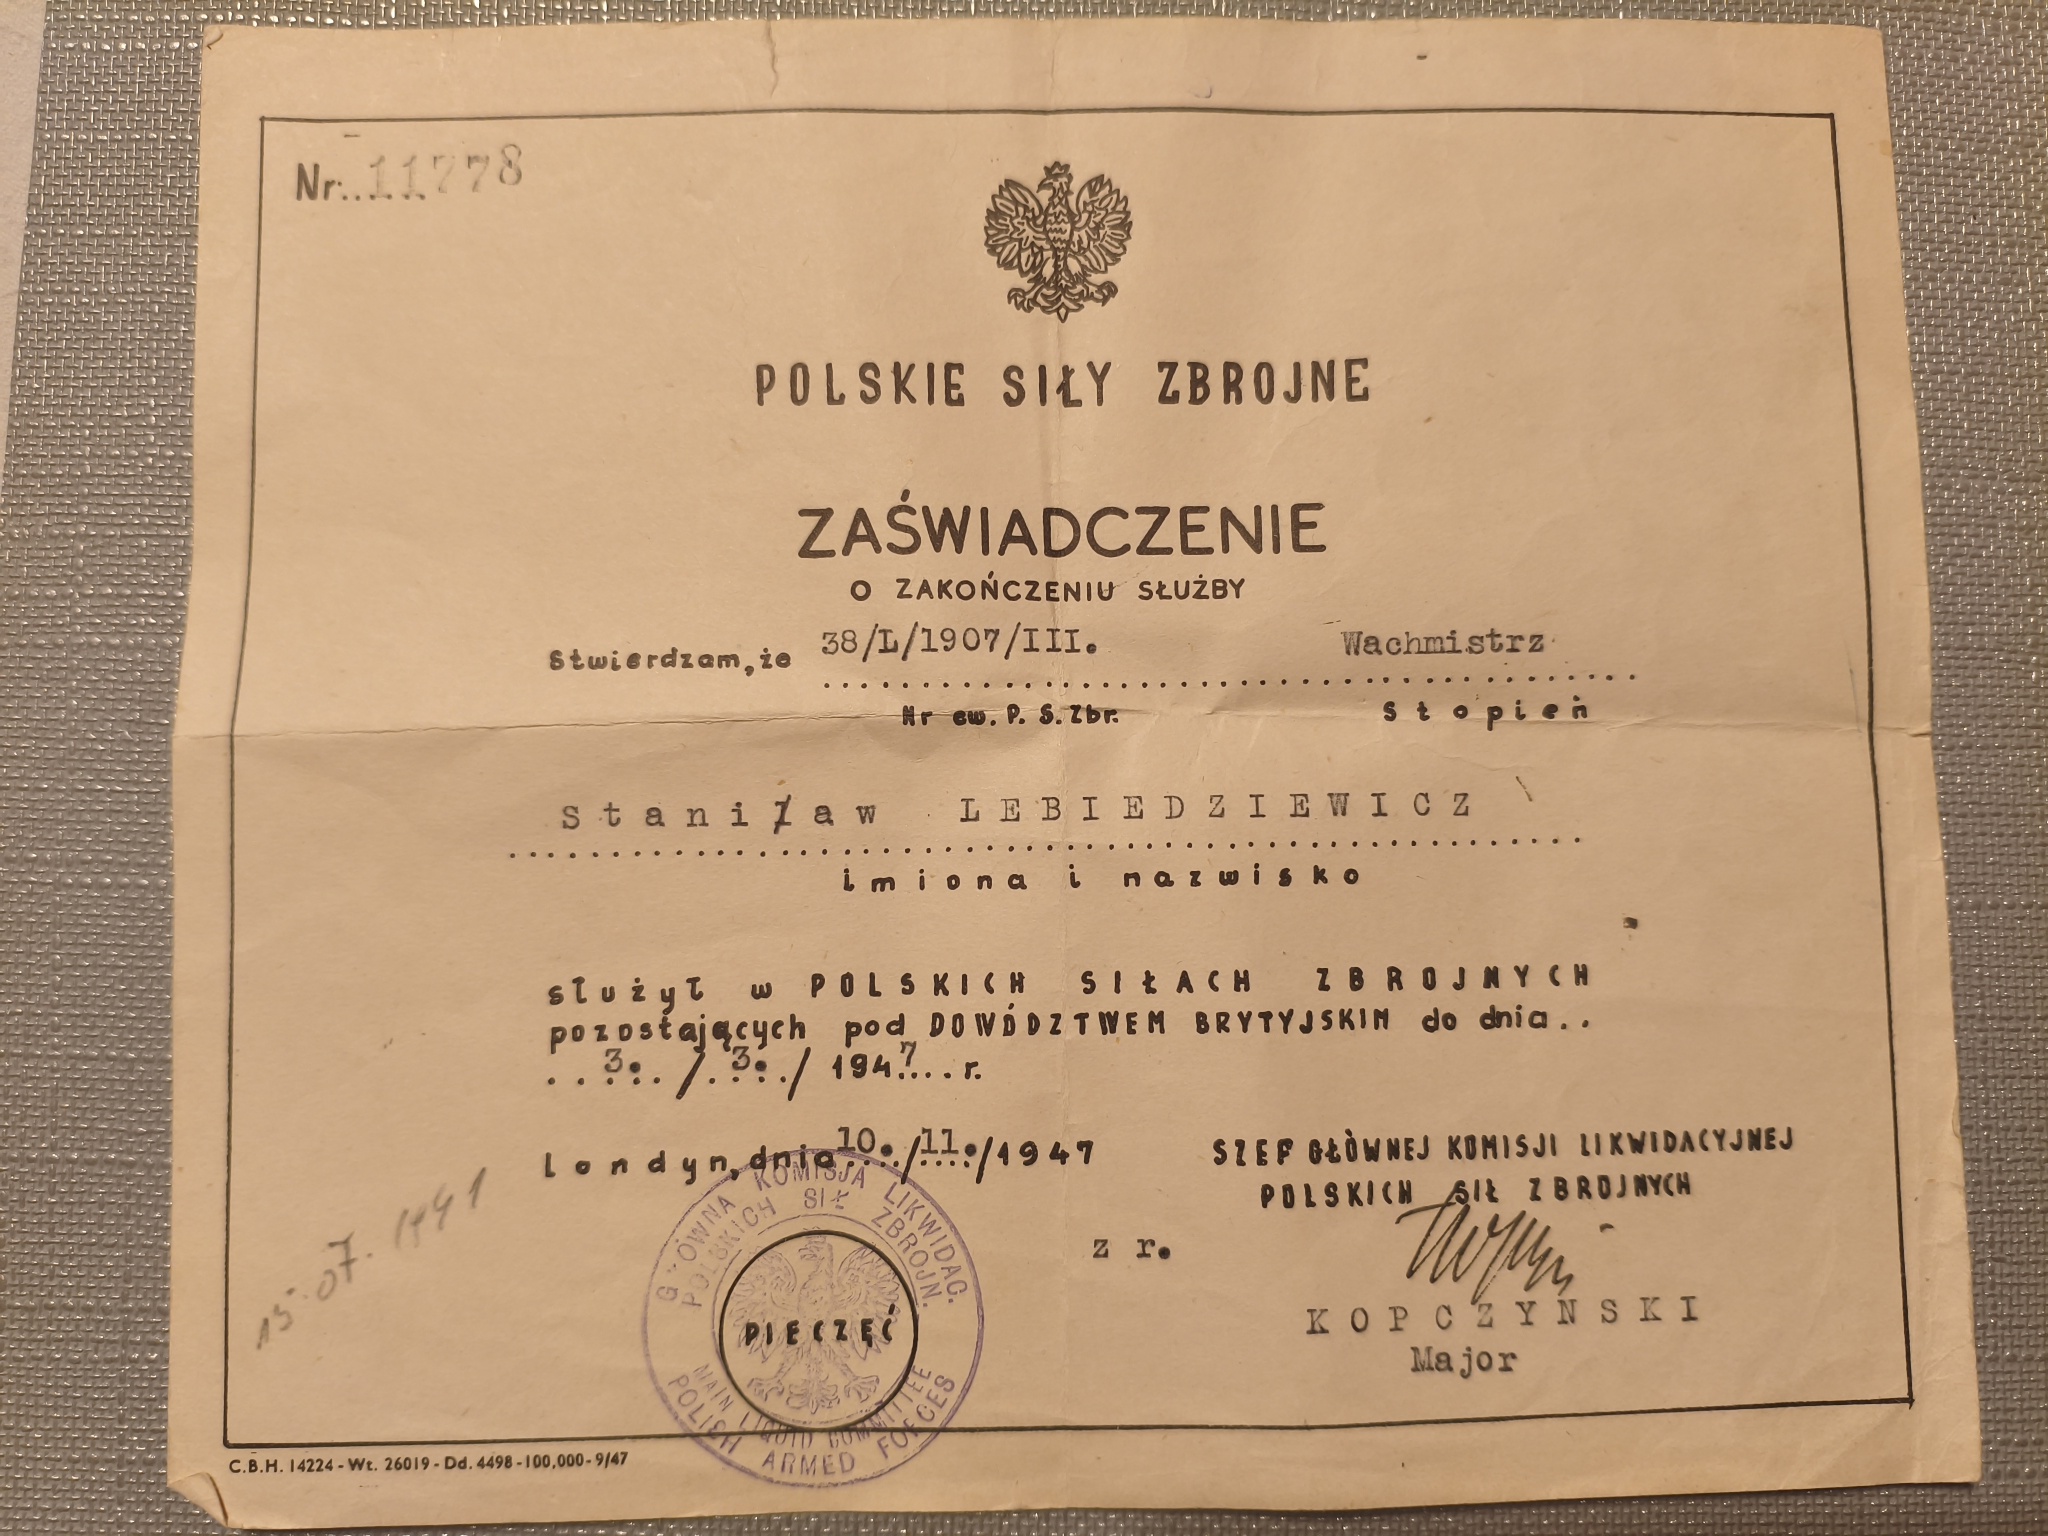 Nr. 11778
POLSKIE SIŁY ZBROJNE
ZAŚWIADCZENIE
O ZAKOŃCZENIU SŁUŻBY
Stwierdzam, że 38/L/1907/III. Wachmistrz
Nr ew. P. S. Zbr. Stopień
Stanisław LEBIEDZIEWICZ
imiona i nazwisko
służył w POLSKICH SIŁACH ZBROJNYCH
pozostających pod DOWÓDZTWEM BRYTYJSKIM do dnia..
3. / 3. / 1947 r.
londyn, dnia 10. / 11. /1947
SZEF GŁÓWNEJ KOMISJI LIKWIDACYJNEJ
POLSKICH SIŁ ZBROJNYCH
z r.
KOPCZYNSKI
Major
GŁÓWNA KOMISJA LIKWIDAC.
POLSKICH SIŁ ZBROJN.
PIECZĘĆ
MAIN LIQUID COMMITTEE
POLISH ARMED FORCES
15.07.1941
C.B.H. 14224 - Wt. 26019 - Dd. 4498 - 100,000 - 9/47